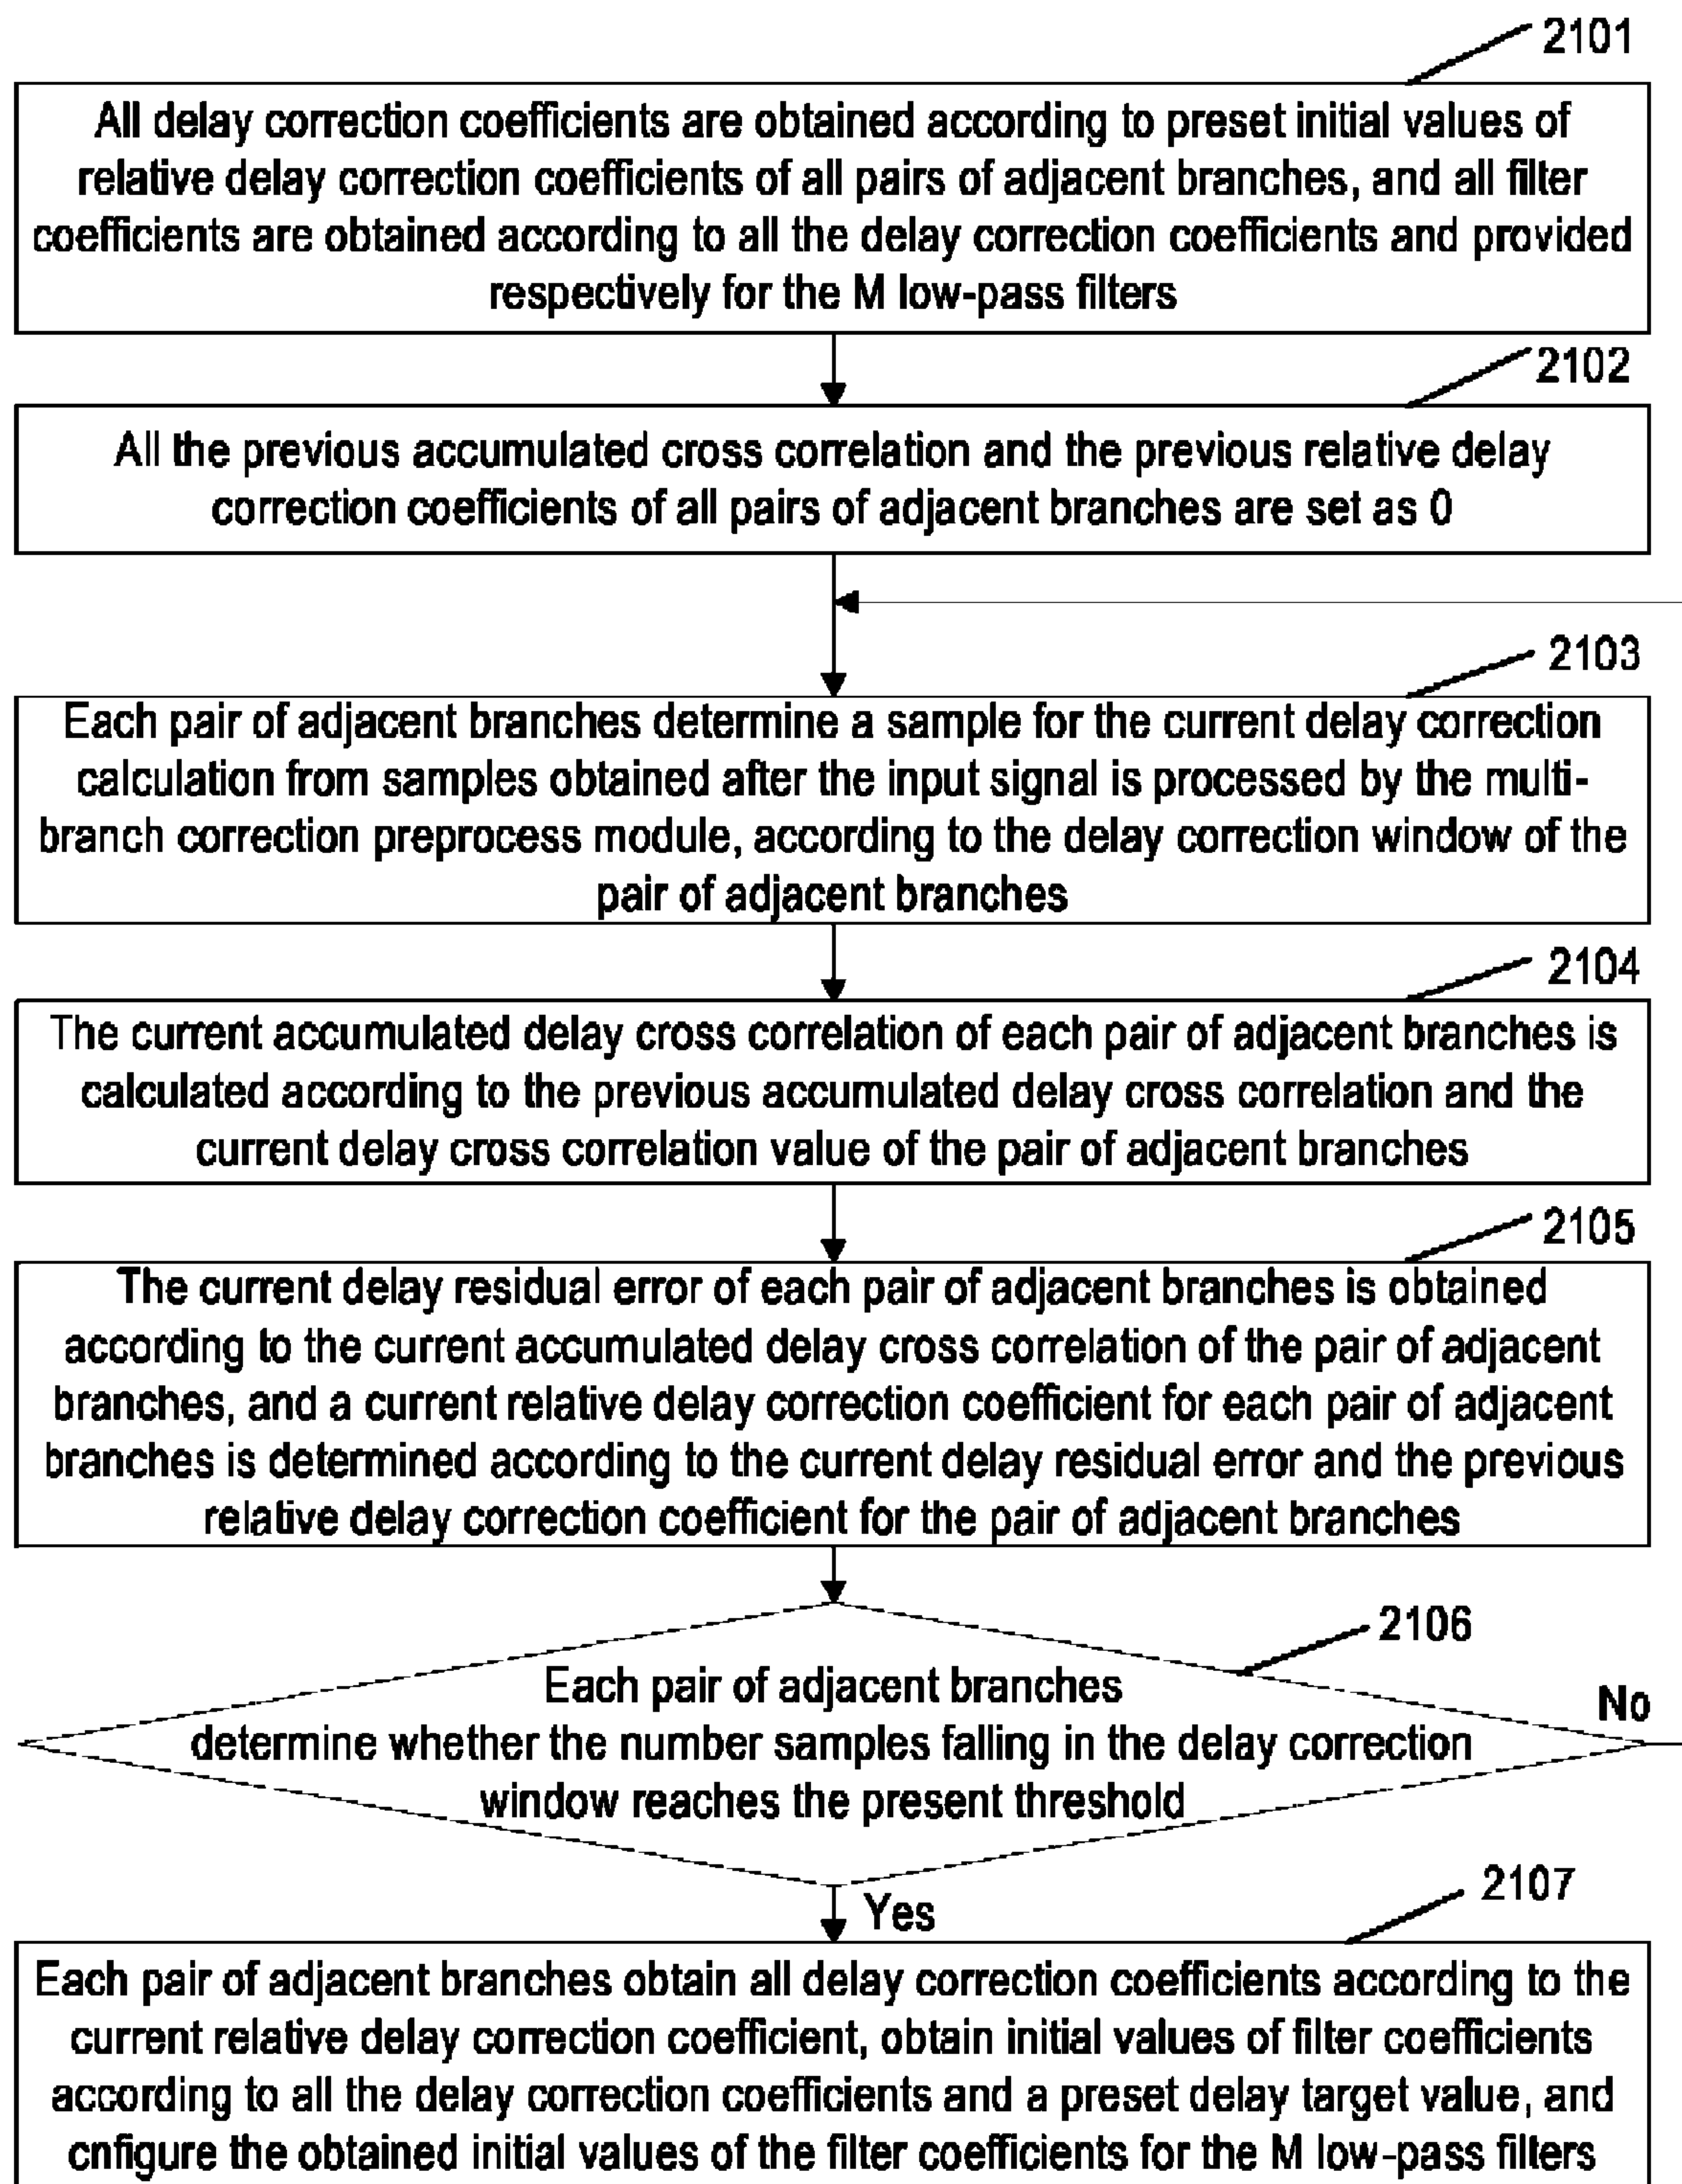 2101
All delay correction coefficients are obtained according to preset initial values of
relative delay correction coefficients of all pairs of adjacent branches, and all filter
coefficients are obtained according to all the delay correction coefficients and provided
respectively for the M low-pass filters
2102
All the previous accumulated cross correlation and the previous relative delay
correction coefficients of all pairs of adjacent branches are set as 0
2103
Each pair of adjacent branches determine a sample for the current delay correction
calculation from samples obtained after the input signal is processed by the multi-
branch correction preprocess module, according to the delay correction window of the
pair of adjacent branches
2104
The current accumulated delay cross correlation of each pair of adjacent branches is
calculated according to the previous accumulated delay cross correlation and the
current delay cross correlation value of the pair of adjacent branches
2105
The current delay residual error of each pair of adjacent branches is obtained
according to the current accumulated delay cross correlation of the pair of adjacent
branches, and a current relative delay correction coefficient for each pair of adjacent
branches is determined according to the current delay residual error and the previous
relative delay correction coefficient for the pair of adjacent branches
2106
Each pair of adjacent branches
No
determine whether the number samples falling in the delay correction
window reaches the present threshold
2107
Yes
Each pair of adjacent branches obtain all delay correction coefficients according to the
current relative delay correction coefficient, obtain initial values of filter coefficients
according to all the delay correction coefficients and a preset delay target value, and
cnfigure the obtained initial values of the filter coefficients for the M low-pass filters